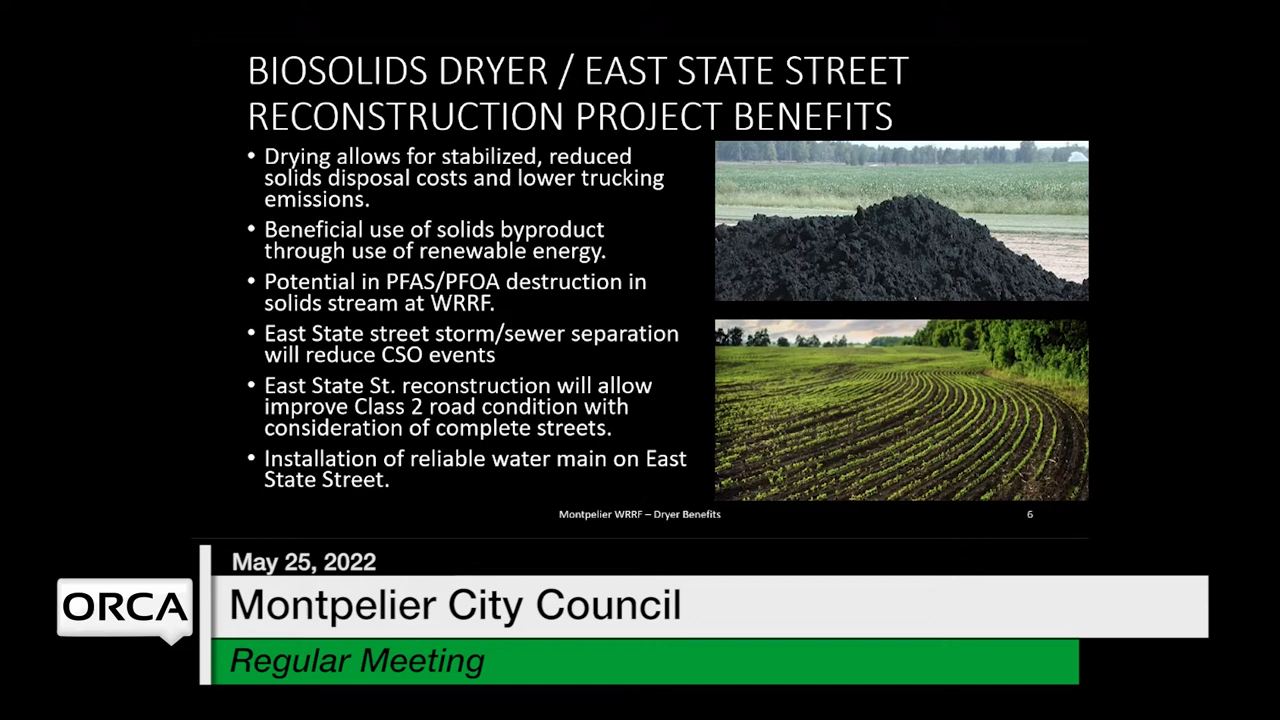 BIOSOLIDS DRYER / EAST STATE STREET
RECONSTRUCTION PROJECT BENEFITS
• Drying allows for stabilized, reduced
solids disposal costs and lower trucking
emissions.
• Beneficial use of solids byproduct
through use of renewable energy.
• Potential in PFAS/PFOA destruction in
solids stream at WRRF.
• East State street storm/sewer separation
will reduce CSO events
• East State St. reconstruction will allow
improve Class 2 road condition with
consideration of complete streets.
• Installation of reliable water main on East
State Street.
Montpelier WRRF – Dryer Benefits
6
May 25, 2022
ORCA
Montpelier City Council
Regular Meeting